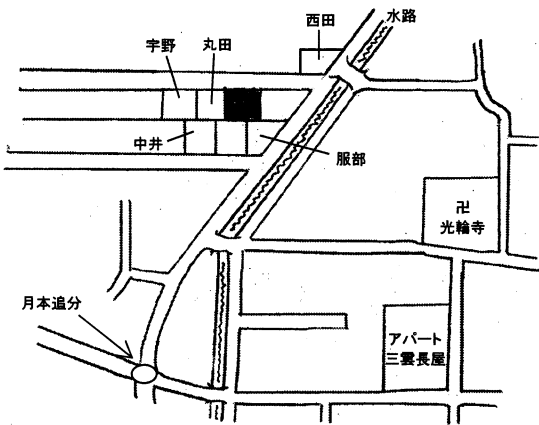 西田
水路
宇野
丸田
中井
服部
卍
光輪寺
月本追分
アパート
三雲長屋